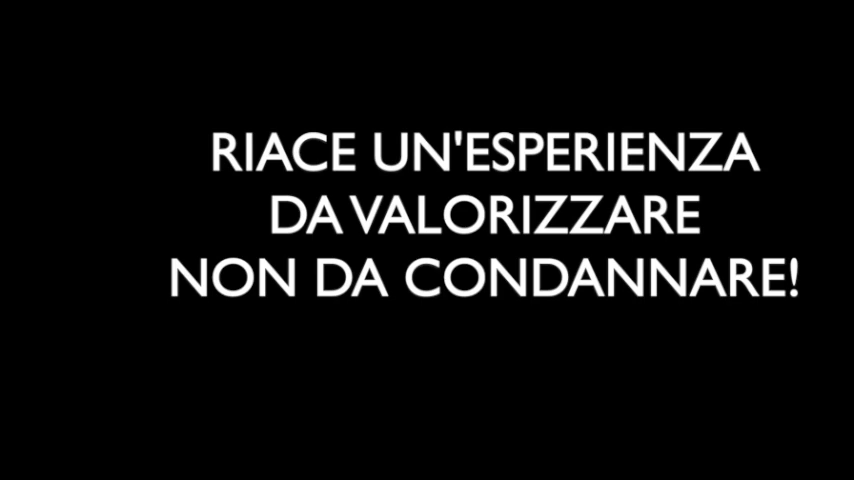 RIACE UN'ESPERIENZA
DA VALORIZZARE
NON DA CONDANNARE!